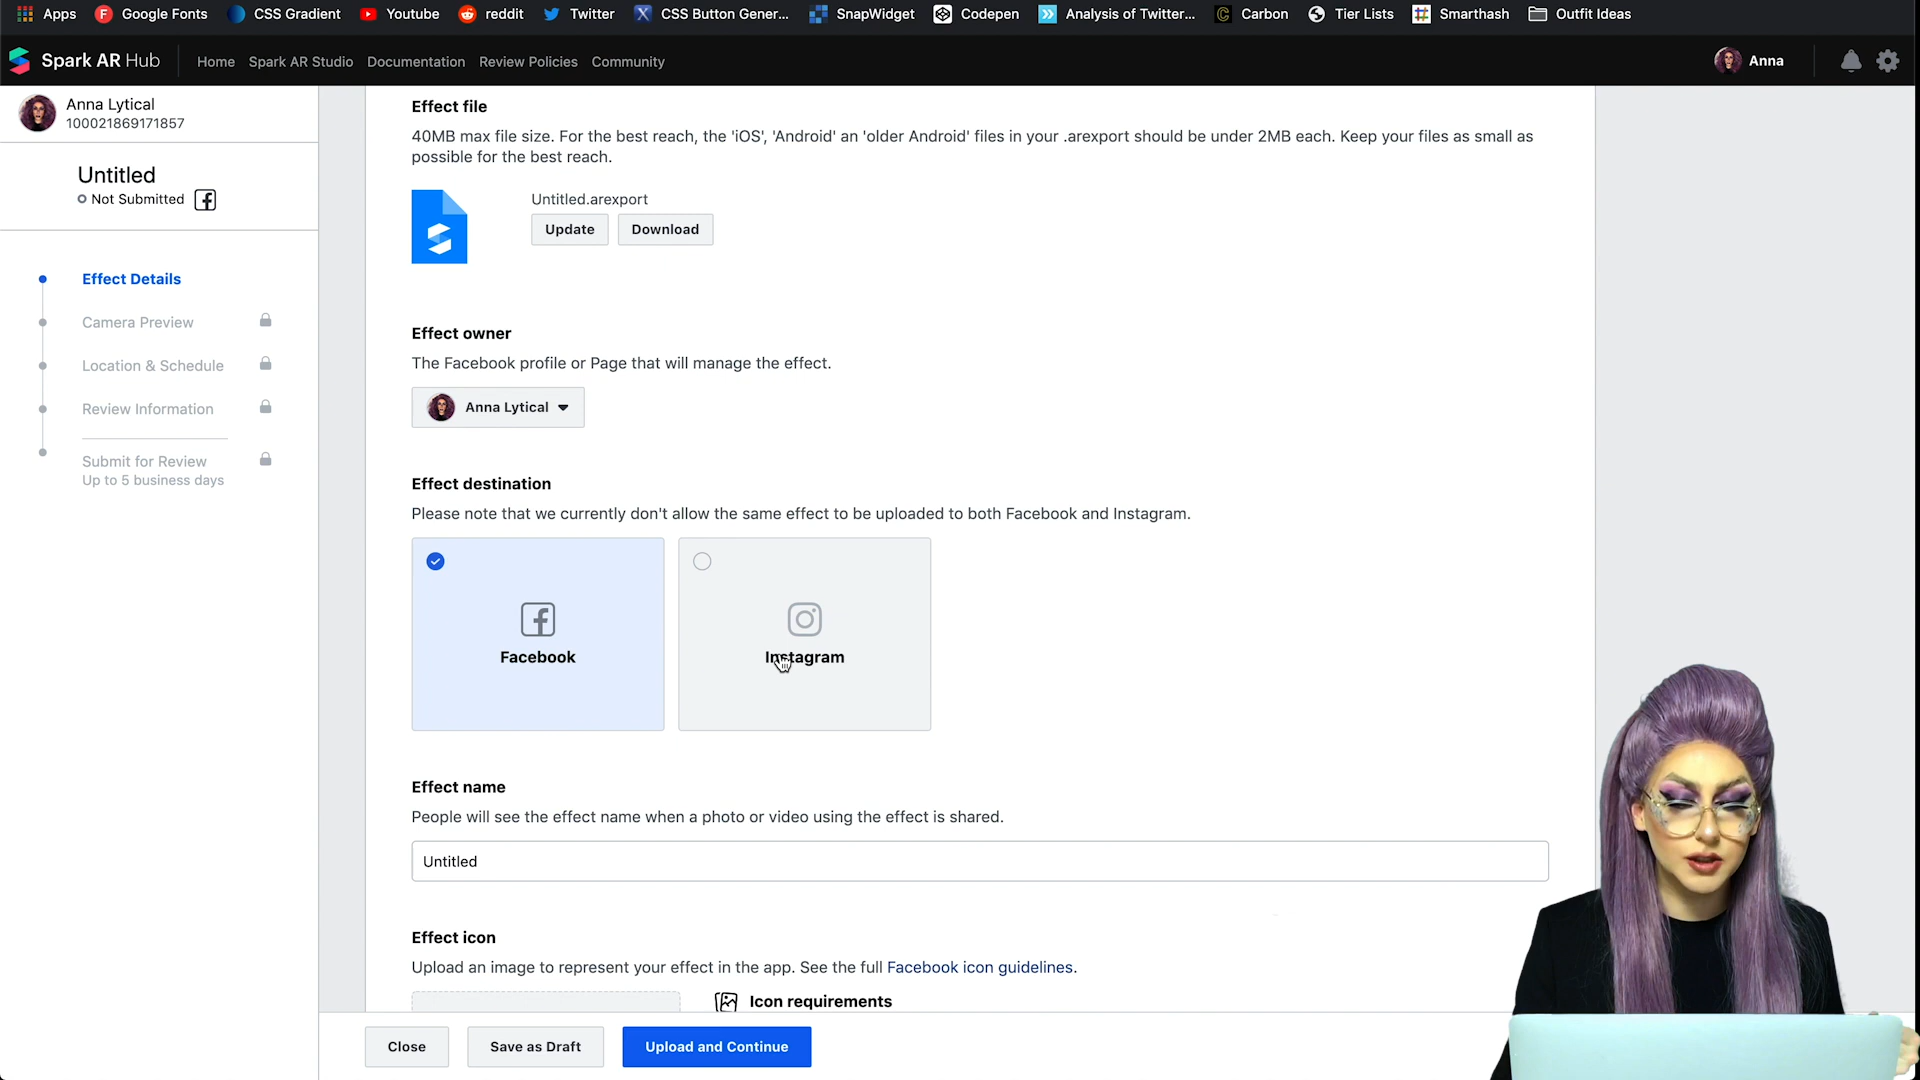 Apps Google Fonts CSS Gradient Youtube reddit Twitter CSS Button Gener... SnapWidget Codepen Analysis of Twitter... Carbon Tier Lists Smarthash Outfit Ideas
Spark AR Hub Home Spark AR Studio Documentation Review Policies Community Anna
Anna Lytical
100021869171857
Untitled
Not Submitted
Effect Details
Camera Preview
Location & Schedule
Review Information
Submit for Review
Up to 5 business days
Effect file
40MB max file size. For the best reach, the 'iOS', 'Android' an 'older Android' files in your .arexport should be under 2MB each. Keep your files as small as
possible for the best reach.
Untitled.arexport
Update Download
Effect owner
The Facebook profile or Page that will manage the effect.
Anna Lytical
Effect destination
Please note that we currently don't allow the same effect to be uploaded to both Facebook and Instagram.
Facebook Instagram
Effect name
People will see the effect name when a photo or video using the effect is shared.
Untitled
Effect icon
Upload an image to represent your effect in the app. See the full Facebook icon guidelines.
Icon requirements
Close Save as Draft Upload and Continue